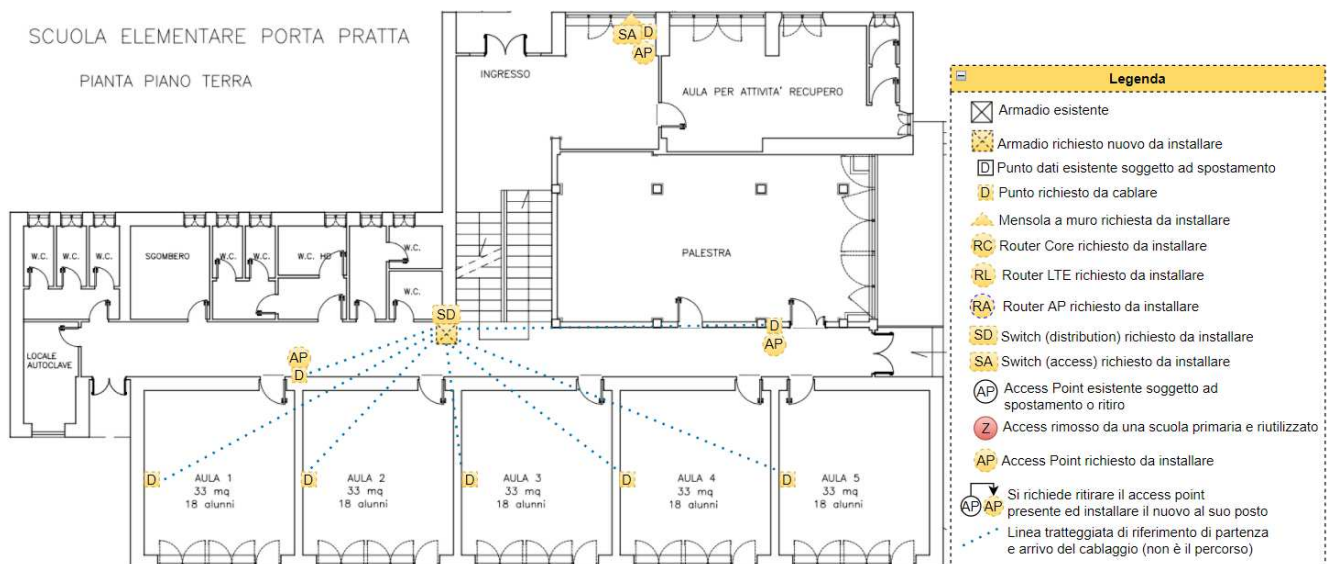 SCUOLA ELEMENTARE PORTA PRATTA
PIANTA PIANO TERRA
SA
D
AP
INGRESSO
AULA PER ATTIVITA' RECUPERO
PALESTRA
W.C.
W.C.
W.C.
SGOMBERO
W.C.
W.C.
W.C. HD
W.C.
W.C.
SD
LOCALE
AUTOCLAVE
AP
D
D
AP
D
AULA 1
33 mq
18 alunni
D
AULA 2
33 mq
18 alunni
D
AULA 3
33 mq
18 alunni
D
AULA 4
33 mq
18 alunni
D
AULA 5
33 mq
18 alunni
Legenda
Armadio esistente
Armadio richiesto nuovo da installare
D Punto dati esistente soggetto ad spostamento
D Punto richiesto da cablare
Mensola a muro richiesta da installare
RC Router Core richiesto da installare
RL Router LTE richiesto da installare
RA Router AP richiesto da installare
SD Switch (distribution) richiesto da installare
SA Switch (access) richiesto da installare
AP Access Point esistente soggetto ad
spostamento o ritiro
Z Access rimosso da una scuola primaria e riutilizzato
AP Access Point richiesto da installare
AP AP Si richiede ritirare il access point
presente ed installare il nuovo al suo posto
Linea tratteggiata di riferimento di partenza
e arrivo del cablaggio (non è il percorso)